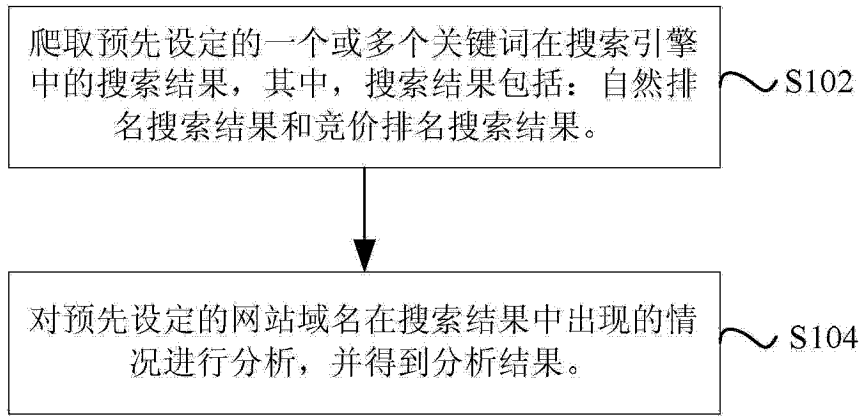 爬取预先设定的一个或多个关键词在搜索引擎
中的搜索结果，其中，搜索结果包括：自然排
名搜索结果和竞价排名搜索结果。
S102
对预先设定的网站域名在搜索结果中出现的情
况进行分析，并得到分析结果。
S104